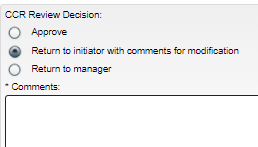 CCR Review Decision:
Approve
Return to initiator with comments for modification
Return to manager
* Comments: